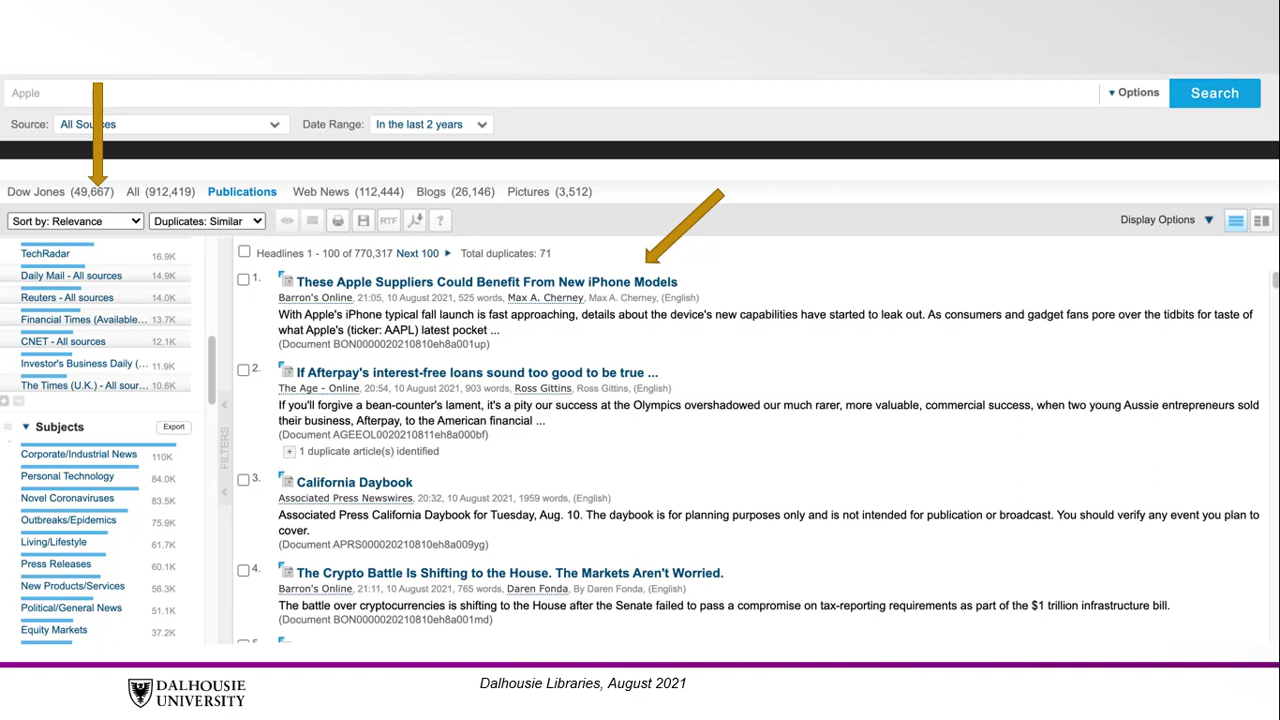 Apple
Options
Search
Source:
All Sources
Date Range:
In the last 2 years
Dow Jones (49,667) All (912,419) Publications Web News (112,444) Blogs (26,146) Pictures (3,512)
Sort by: Relevance
Duplicates: Similar
RTF
?
Display Options
TechRadar 16.9K
Daily Mail - All sources 14.9K
Reuters - All sources 14.0K
Financial Times (Available... 13.7K
CNET - All sources 12.1K
Investor's Business Daily (... 11.9K
The Times (U.K.) - All sour... 10.6K
Subjects
Export
Corporate/Industrial News 110K
Personal Technology 84.0K
Novel Coronaviruses 83.5K
Outbreaks/Epidemics 75.9K
Living/Lifestyle 61.7K
Press Releases 60.1K
New Products/Services 56.3K
Political/General News 51.1K
Equity Markets 37.2K
FILTERS
Headlines 1 - 100 of 770,317 Next 100 Total duplicates: 71
1. These Apple Suppliers Could Benefit From New iPhone Models
Barron's Online, 21:05, 10 August 2021, 525 words, Max A. Cherney, Max A. Cherney, (English)
With Apple's iPhone typical fall launch is fast approaching, details about the device's new capabilities have started to leak out. As consumers and gadget fans pore over the tidbits for taste of
what Apple's (ticker: AAPL) latest pocket ...
(Document BON0000020210810eh8a001up)
2. If Afterpay's interest-free loans sound too good to be true ...
The Age - Online, 20:54, 10 August 2021, 903 words, Ross Gittins, Ross Gittins, (English)
If you'll forgive a bean-counter's lament, it's a pity our success at the Olympics overshadowed our much rarer, more valuable, commercial success, when two young Aussie entrepreneurs sold
their business, Afterpay, to the American financial ...
(Document AGEEOL0020210811eh8a000bf)
1 duplicate article(s) identified
3. California Daybook
Associated Press Newswires, 20:32, 10 August 2021, 1959 words, (English)
Associated Press California Daybook for Tuesday, Aug. 10. The daybook is for planning purposes only and is not intended for publication or broadcast. You should verify any event you plan to
cover.
(Document APRS000020210810eh8a009yg)
4. The Crypto Battle Is Shifting to the House. The Markets Aren't Worried.
Barron's Online, 21:11, 10 August 2021, 765 words, Daren Fonda, By Daren Fonda, (English)
The battle over cryptocurrencies is shifting to the House after the Senate failed to pass a compromise on tax-reporting requirements as part of the $1 trillion infrastructure bill.
(Document BON0000020210810eh8a001md)
DALHOUSIE
UNIVERSITY
Dalhousie Libraries, August 2021